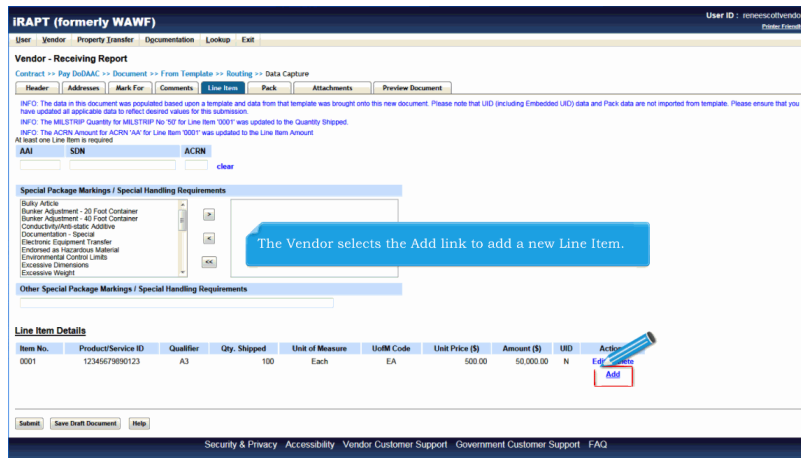 User ID : reneescottvendo
iRAPT (formerly WAWF)
Printer Friendl
User Vendor Property Transfer Documentation Lookup Exit
Vendor - Receiving Report
Contract >> Pay DoDAAC >> Document >> From Template >> Routing >> Data Capture
Header Addresses Mark For Comments Line Item Pack Attachments Preview Document
INFO: The data in this document was populated based upon a template and data from that template was brought onto this new document. Please note that UID (including Embedded UID) data and Pack data are not imported from template. Please ensure that you
have updated all applicable data to reflect desired values for this submission.
INFO: The MILSTRIP Quantity for MILSTRIP No '50' for Line Item '0001' was updated to the Quantity Shipped.
INFO: The ACRN Amount for ACRN 'AA' for Line Item '0001' was updated to the Line Item Amount
At least one Line Item is required
AAI SDN ACRN
clear
Special Package Markings / Special Handling Requirements
Bulky Article
Bunker Adjustment - 20 Foot Container
Bunker Adjustment - 40 Foot Container
Conductivity/Anti-static Additive
Documentation - Special
Electronic Equipment Transfer
Endorsed as Hazardous Material
Environmental Control Limits
Excessive Dimensions
Excessive Weight
>
<
<<
The Vendor selects the Add link to add a new Line Item.
Other Special Package Markings / Special Handling Requirements
Line Item Details
Item No. Product/Service ID Qualifier Qty. Shipped Unit of Measure UofM Code Unit Price ($) Amount ($) UID Action
0001 12345679890123 A3 100 Each EA 500.00 50,000.00 N
Add
Submit Save Draft Document Help
Security & Privacy Accessibility Vendor Customer Support Government Customer Support FAQ